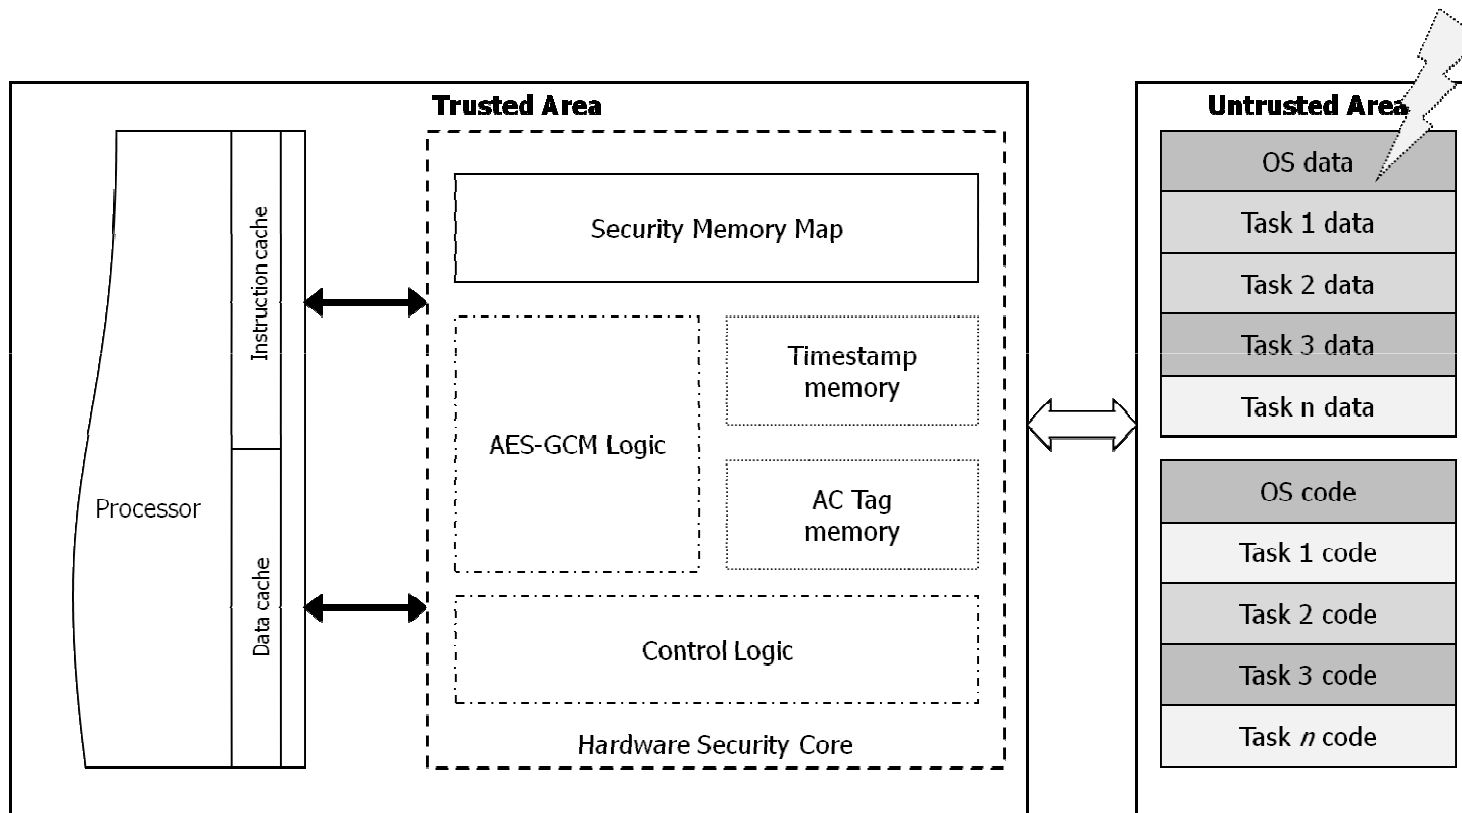 Trusted Area
Untrusted Area
Processor
Instruction cache
Data cache
Security Memory Map
AES-GCM Logic
Timestamp
memory
AC Tag
memory
Control Logic
Hardware Security Core
OS data
Task 1 data
Task 2 data
Task 3 data
Task n data
OS code
Task 1 code
Task 2 code
Task 3 code
Task n code